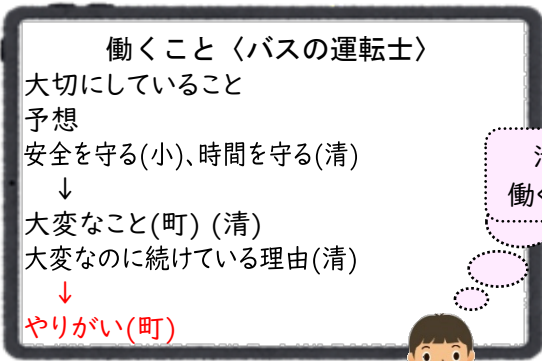 働くこと〈バスの運転士〉
大切にしていること
予想
安全を守る(小)、時間を守る(清)
↓
大変なこと(町) (清)
大変なのに続けている理由(清)
↓
やりがい(町)
働